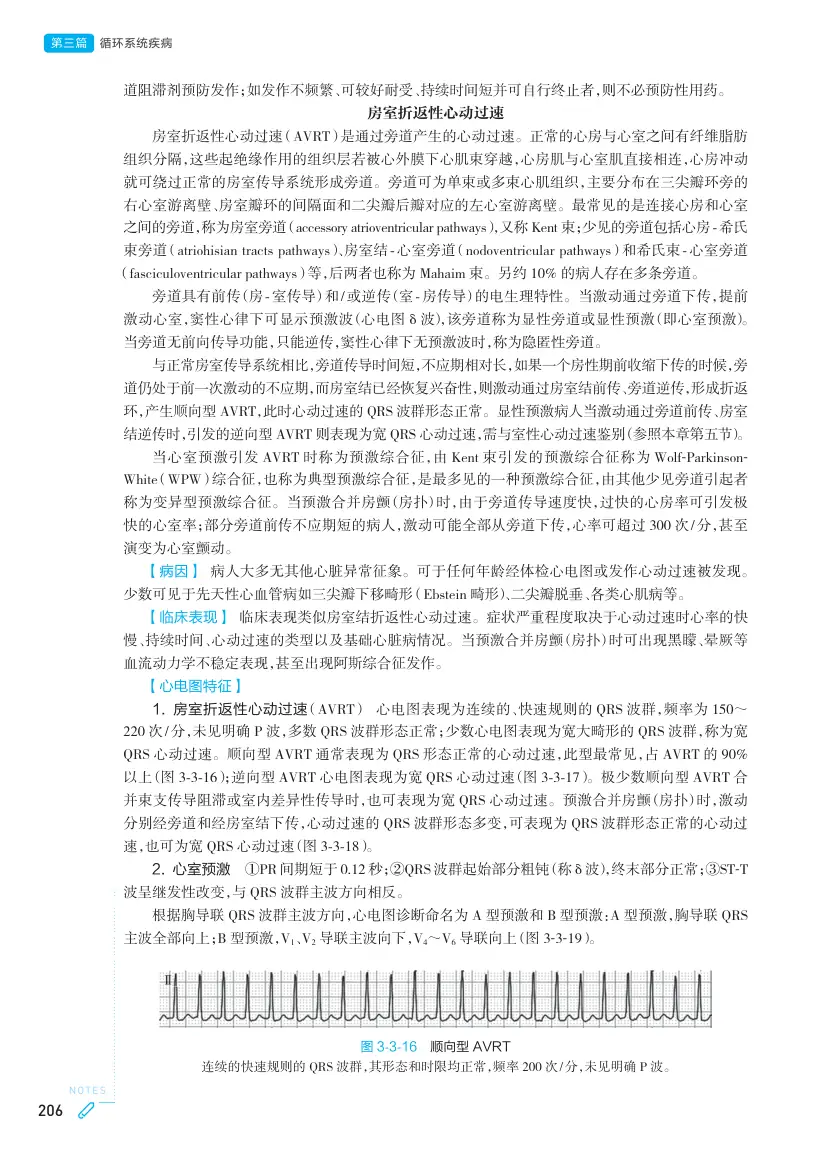 第三篇 循环系统疾病
道阻滞剂预防发作;如发作不频繁、可较好耐受、持续时间短并可自行终止者,则不必预防性用药。
房室折返性心动过速
房室折返性心动过速(AVRT)是通过旁道产生的心动过速。正常的心房与心室之间有纤维脂肪
组织分隔,这些起绝缘作用的组织层若被心外膜下心肌束穿越,心房肌与心室肌直接相连,心房冲动
就可绕过正常的房室传导系统形成旁道。旁道可为单束或多束心肌组织,主要分布在三尖瓣环旁的
右心室游离壁、房室瓣环的间隔面和二尖瓣后瓣对应的左心室游离壁。最常见的是连接心房和心室
之间的旁道,称为房室旁道(accessory atrioventricular pathways),又称 Kent 束;少见的旁道包括心房-希氏
束旁道(atriohisian tracts pathways)、房室结-心室旁道(nodoventricular pathways)和希氏束-心室旁道
(fasciculoventricular pathways)等,后两者也称为 Mahaim 束。另约 10% 的病人存在多条旁道。
旁道具有前传(房-室传导)和/或逆传(室-房传导)的电生理特性。当激动通过旁道下传,提前
激动心室,窦性心律下可显示预激波(心电图 δ 波),该旁道称为显性旁道或显性预激(即心室预激)。
当旁道无前向传导功能,只能逆传,窦性心律下无预激波时,称为隐匿性旁道。
与正常房室传导系统相比,旁道传导时间短,不应期相对长,如果一个房性期前收缩下传的时候,旁
道仍处于前一次激动的不应期,而房室结已经恢复兴奋性,则激动通过房室结前传、旁道逆传,形成折返
环,产生顺向型 AVRT,此时心动过速的 QRS 波群形态正常。显性预激病人当激动通过旁道前传、房室
结逆传时,引发的逆向型 AVRT 则表现为宽 QRS 心动过速,需与室性心动过速鉴别(参照本章第五节)。
当心室预激引发 AVRT 时称为预激综合征,由 Kent 束引发的预激综合征称为 Wolf-Parkinson-
White(WPW)综合征,也称为典型预激综合征,是最多见的一种预激综合征,由其他少见旁道引起者
称为变异型预激综合征。当预激合并房颤(房扑)时,由于旁道传导速度快,过快的心房率可引发极
快的心室率;部分旁道前传不应期短的病人,激动可能全部从旁道下传,心率可超过 300 次/分,甚至
演变为心室颤动。
【病因】 病人大多无其他心脏异常征象。可于任何年龄经体检心电图或发作心动过速被发现。
少数可见于先天性心血管病如三尖瓣下移畸形(Ebstein 畸形)、二尖瓣脱垂、各类心肌病等。
【临床表现】 临床表现类似房室结折返性心动过速。症状严重程度取决于心动过速时心率的快
慢、持续时间、心动过速的类型以及基础心脏病情况。当预激合并房颤(房扑)时可出现黑矇、晕厥等
血流动力学不稳定表现,甚至出现阿斯综合征发作。
【心电图特征】
1. 房室折返性心动过速(AVRT) 心电图表现为连续的、快速规则的 QRS 波群,频率为 150～
220 次/分,未见明确 P 波,多数 QRS 波群形态正常;少数心电图表现为宽大畸形的 QRS 波群,称为宽
QRS 心动过速。顺向型 AVRT 通常表现为 QRS 形态正常的心动过速,此型最常见,占 AVRT 的 90%
以上(图 3-3-16);逆向型 AVRT 心电图表现为宽 QRS 心动过速(图 3-3-17)。极少数顺向型 AVRT 合
并束支传导阻滞或室内差异性传导时,也可表现为宽 QRS 心动过速。预激合并房颤(房扑)时,激动
分别经旁道和经房室结下传,心动过速的 QRS 波群形态多变,可表现为 QRS 波群形态正常的心动过
速,也可为宽 QRS 心动过速(图 3-3-18)。
2. 心室预激 ①PR 间期短于 0.12 秒;②QRS 波群起始部分粗钝(称 δ 波),终末部分正常;③ST-T
波呈继发性改变,与 QRS 波群主波方向相反。
根据胸导联 QRS 波群主波方向,心电图诊断命名为 A 型预激和 B 型预激:A 型预激,胸导联 QRS
主波全部向上;B 型预激,V₁、V₂ 导联主波向下,V₄～V₆ 导联向上(图 3-3-19)。
Ⅱ
图 3-3-16 顺向型 AVRT
连续的快速规则的 QRS 波群,其形态和时限均正常,频率 200 次/分,未见明确 P 波。
NOTES
206